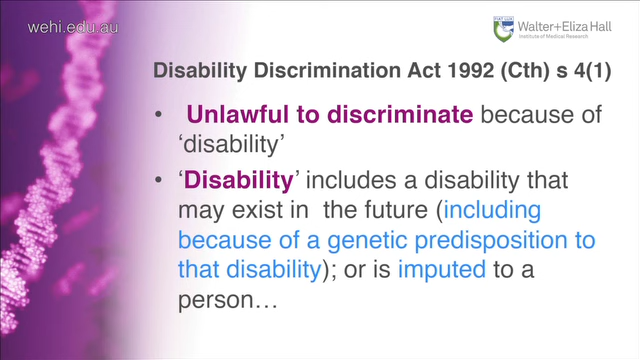 wehi.edu.au
Walter+Eliza Hall
Institute of Medical Research
Disability Discrimination Act 1992 (Cth) s 4(1)
• Unlawful to discriminate because of
‘disability’
• ‘Disability’ includes a disability that
may exist in the future (including
because of a genetic predisposition to
that disability); or is imputed to a
person…